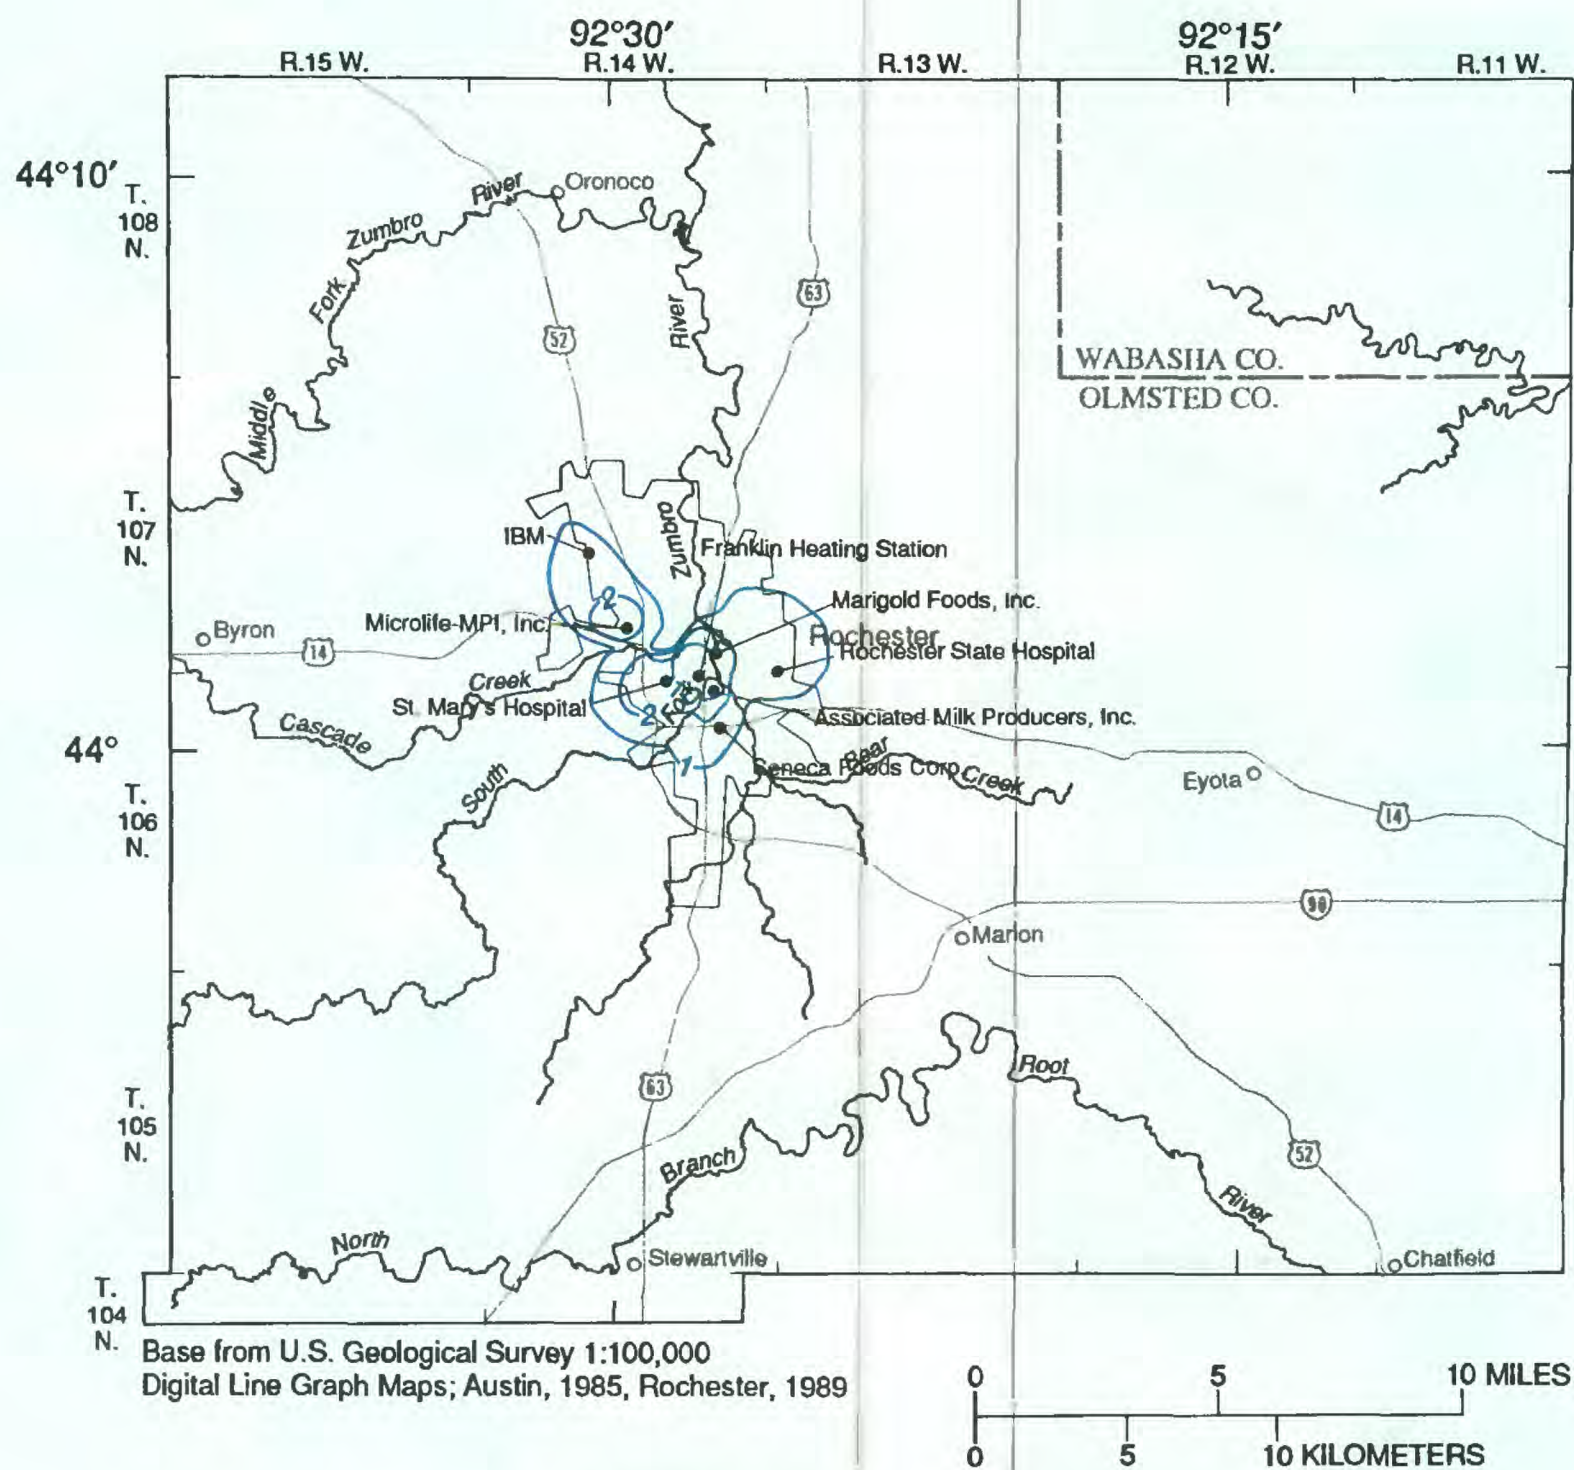 92°30′ 92°15′
R.15 W. R.14 W. R.13 W. R.12 W. R.11 W.
44°10′
T.
108
N.
River
Oronoco
Zumbro
Fork
Middle
River
63
52
WABASHA CO.
OLMSTED CO.
T.
107
N.
IBM
Zumbro
Franklin Heating Station
2
Marigold Foods, Inc.
Microlife-MPI, Inc.
Byron
14
Rochester
Rochester State Hospital
Creek
St. Mary's Hospital
2
Cascade
Associated Milk Producers, Inc.
44°
Bear
1
Seneca Foods Corp.
Creek
South
Eyota
14
T.
106
N.
90
Marion
Root
63
T.
105
N.
52
Branch
River
North
Stewartville
Chatfield
T.
104
N.
Base from U.S. Geological Survey 1:100,000
Digital Line Graph Maps; Austin, 1985, Rochester, 1989
0 5 10 MILES
0 5 10 KILOMETERS